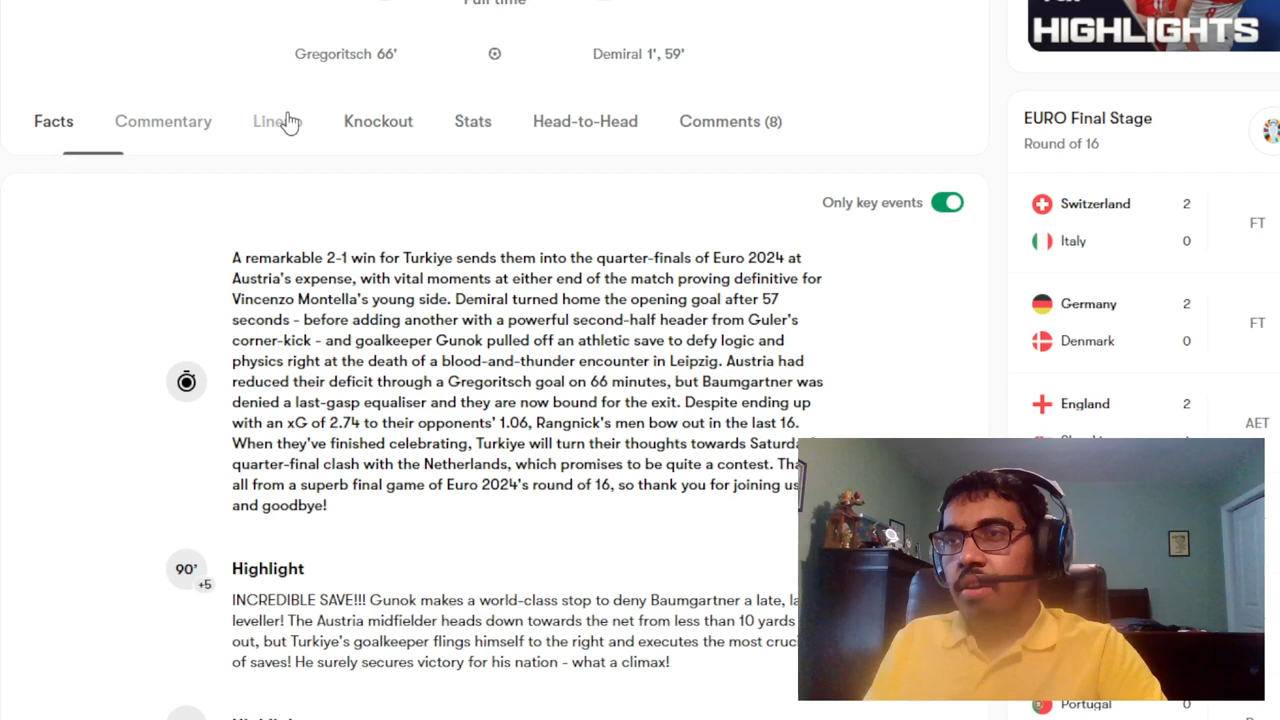 Full time
HIGHLIGHTS
Gregoritsch 66'
Demiral 1', 59'
Facts
Commentary
Knockout
Stats
Head-to-Head
Comments (8)
EURO Final Stage
Round of 16
Only key events
Switzerland 2
Italy 0
FT
Germany 2
Denmark 0
FT
England 2
AET
A remarkable 2-1 win for Turkiye sends them into the quarter-finals of Euro 2024 at
Austria's expense, with vital moments at either end of the match proving definitive for
Vincenzo Montella's young side. Demiral turned home the opening goal after 57
seconds - before adding another with a powerful second-half header from Guler's
corner-kick - and goalkeeper Gunok pulled off an athletic save to defy logic and
physics right at the death of a blood-and-thunder encounter in Leipzig. Austria had
reduced their deficit through a Gregoritsch goal on 66 minutes, but Baumgartner was
denied a last-gasp equaliser and they are now bound for the exit. Despite ending up
with an xG of 2.74 to their opponents' 1.06, Rangnick's men bow out in the last 16.
When they've finished celebrating, Turkiye will turn their thoughts towards
quarter-final clash with the Netherlands, which promises to be quite a contest.
all from a superb final game of Euro 2024's round of 16, so thank you for joining us
and goodbye!
90'
+5
Highlight
INCREDIBLE SAVE!!! Gunok makes a world-class stop to deny Baumgartner a late,
leveller! The Austria midfielder heads down towards the net from less than 10 yards
out, but Turkiye's goalkeeper flings himself to the right and executes the most
of saves! He surely secures victory for his nation - what a climax!
Portugal 0